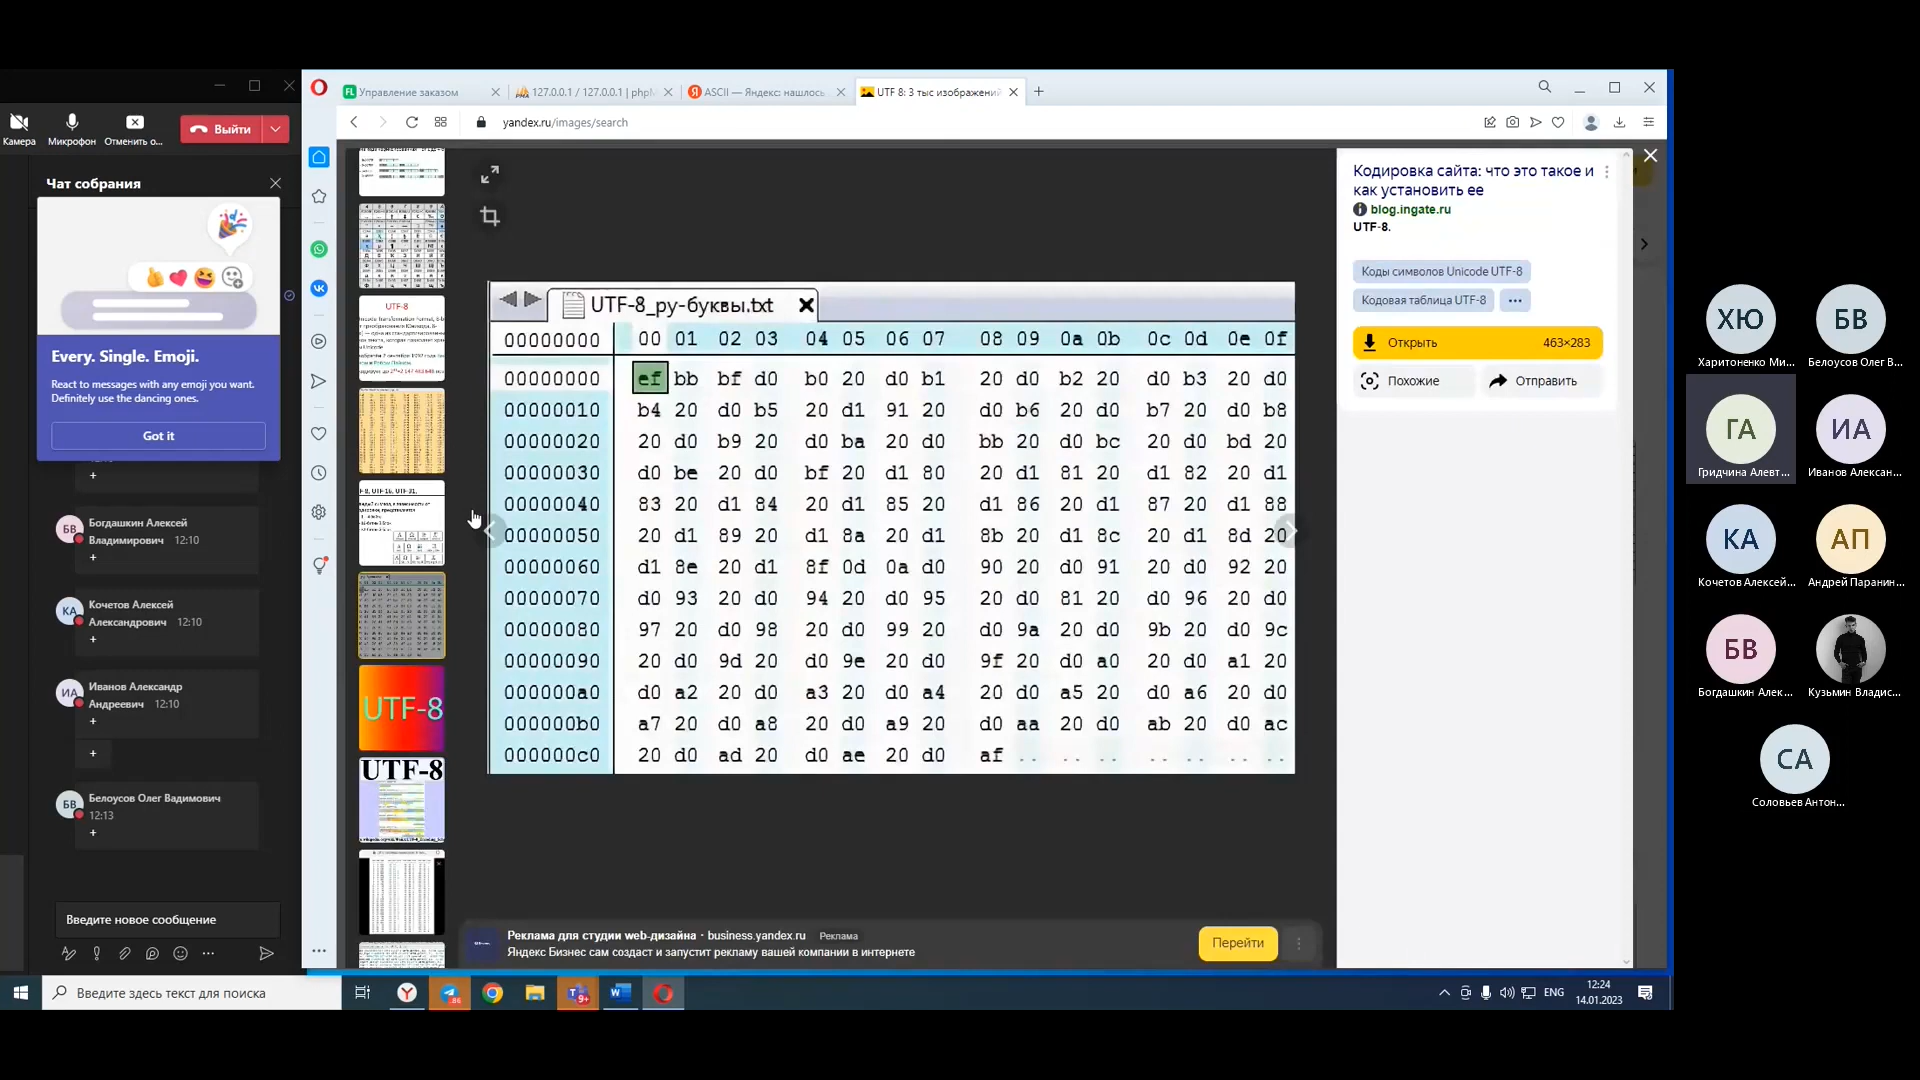 Камера
Микрофон
Отменить о...
Выйти
Чат собрания
Every. Single. Emoji.
React to messages with any emoji you want.
Definitely use the dancing ones.
Got it
+
БВ
Богдашкин Алексей
Владимирович 12:10
+
КА
Кочетов Алексей
Александрович 12:10
+
ИА
Иванов Александр
Андреевич 12:10
+
+
БВ
Белоусов Олег Вадимович
12:13
+
Введите новое сообщение
Управление заказом
127.0.0.1 / 127.0.0.1 | phpM
ASCII — Яндекс: нашлось
UTF 8: 3 тыс изображений
yandex.ru/images/search
UTF-8
UTF-8
UTF-8
UTF-8_ру-буквы.txt
00000000 00 01 02 03 04 05 06 07 08 09 0a 0b 0c 0d 0e 0f
00000000 ef bb bf d0 b0 20 d0 b1 20 d0 b2 20 d0 b3 20 d0
00000010 b4 20 d0 b5 20 d1 91 20 d0 b6 20 d0 b7 20 d0 b8
00000020 20 d0 b9 20 d0 ba 20 d0 bb 20 d0 bc 20 d0 bd 20
00000030 d0 be 20 d0 bf 20 d1 80 20 d1 81 20 d1 82 20 d1
00000040 83 20 d1 84 20 d1 85 20 d1 86 20 d1 87 20 d1 88
00000050 20 d1 89 20 d1 8a 20 d1 8b 20 d1 8c 20 d1 8d 20
00000060 d1 8e 20 d1 8f 0d 0a d0 90 20 d0 91 20 d0 92 20
00000070 d0 93 20 d0 94 20 d0 95 20 d0 81 20 d0 96 20 d0
00000080 97 20 d0 98 20 d0 99 20 d0 9a 20 d0 9b 20 d0 9c
00000090 20 d0 9d 20 d0 9e 20 d0 9f 20 d0 a0 20 d0 a1 20
000000a0 d0 a2 20 d0 a3 20 d0 a4 20 d0 a5 20 d0 a6 20 d0
000000b0 a7 20 d0 a8 20 d0 a9 20 d0 aa 20 d0 ab 20 d0 ac
000000c0 20 d0 ad 20 d0 ae 20 d0 af .. .. .. .. .. .. ..
Реклама для студии web-дизайна · business.yandex.ru Реклама
Яндекс Бизнес сам создаст и запустит рекламу вашей компании в интернете
Перейти
Кодировка сайта: что это такое и
как установить ее
blog.ingate.ru
UTF-8.
Коды символов Unicode UTF-8
Кодовая таблица UTF-8
Открыть 463×283
Похожие
Отправить
ХЮ
Харитоненко Ми...
БВ
Белоусов Олег В...
ГА
Гридчина Алевт...
ИА
Иванов Алексан...
КА
Кочетов Алексей...
АП
Андрей Паранин...
БВ
Богдашкин Алек...
Кузьмин Владис...
СА
Соловьев Антон...
Введите здесь текст для поиска
ENG
12:24
14.01.2023